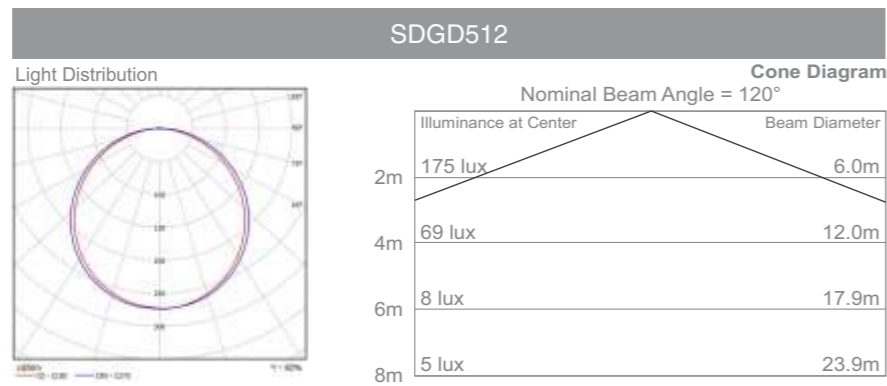 SDGD512
Light Distribution
Cone Diagram
Nominal Beam Angle = 120°
Illuminance at Center Beam Diameter
2m 175 lux 6.0m
4m 69 lux 12.0m
6m 8 lux 17.9m
8m 5 lux 23.9m